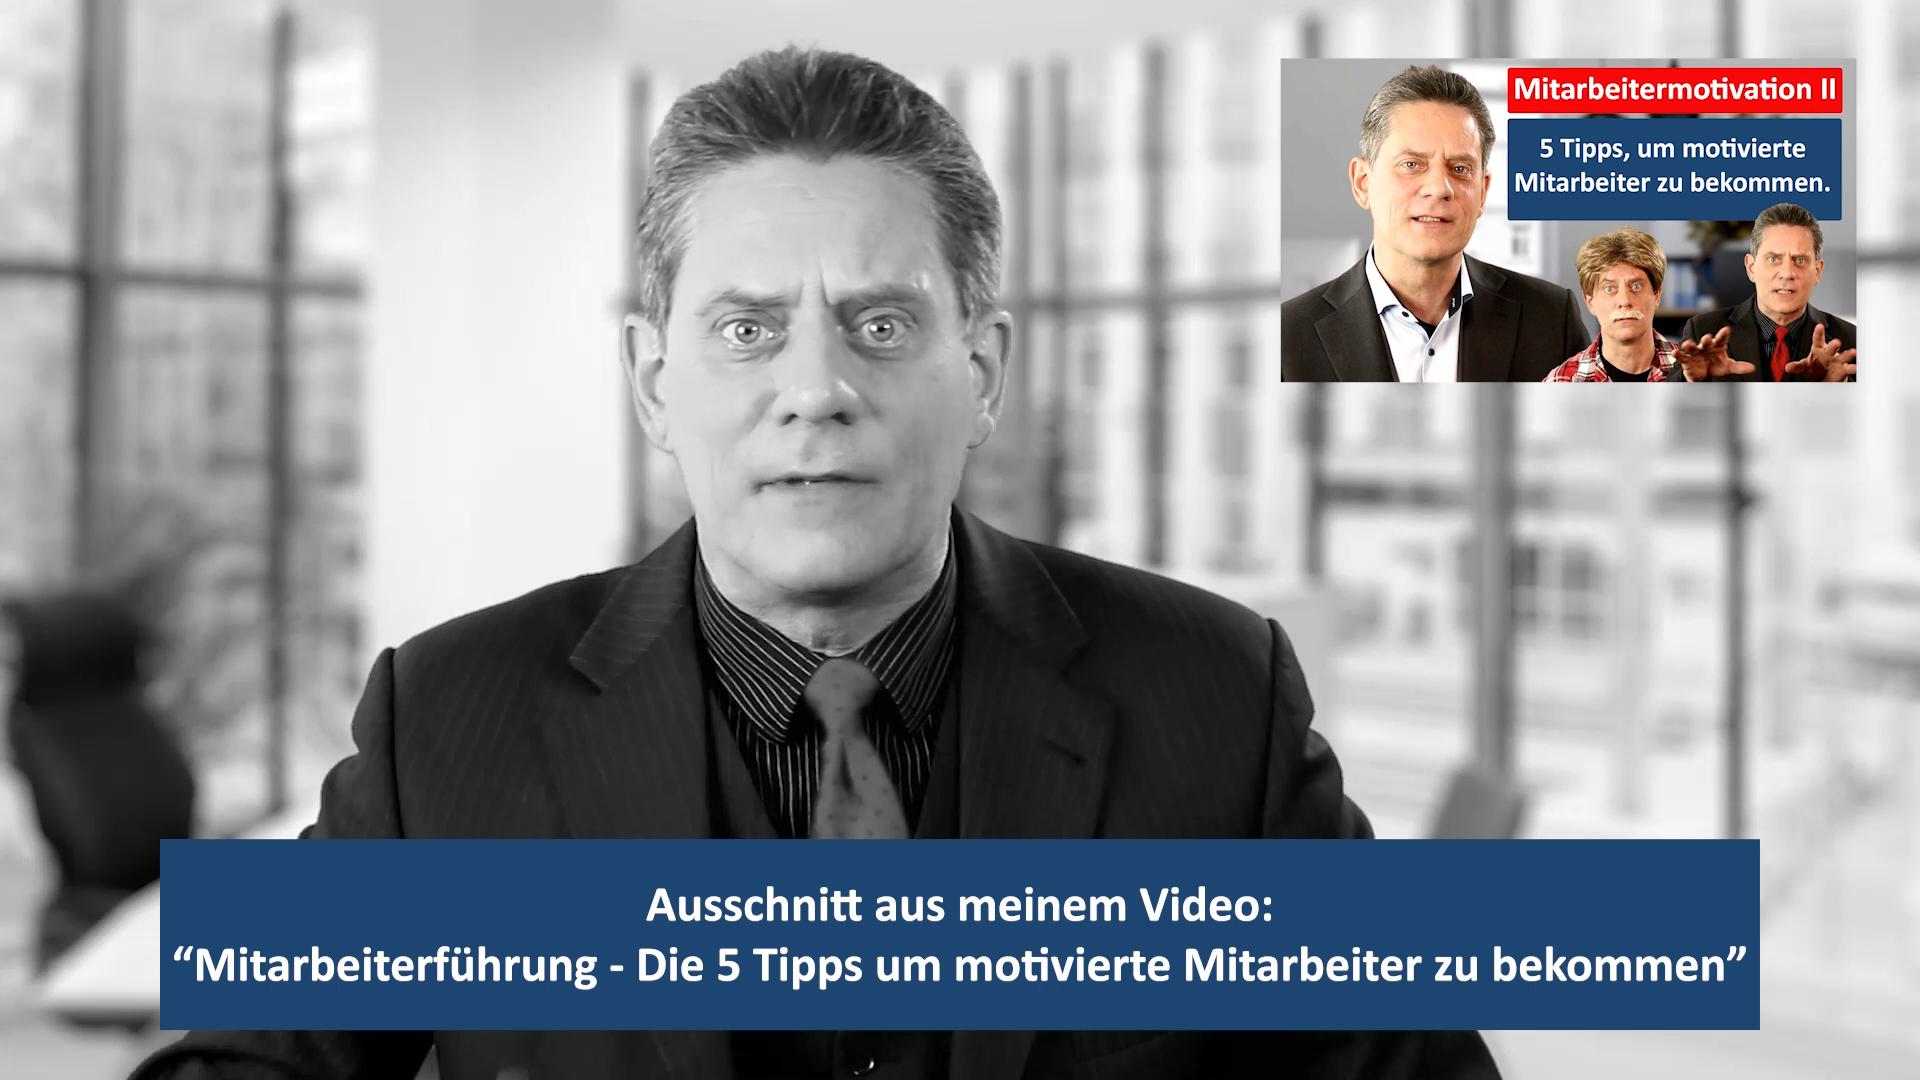 Mitarbeitermotivation II
5 Tipps, um motivierte
Mitarbeiter zu bekommen.
Ausschnitt aus meinem Video:
“Mitarbeiterführung - Die 5 Tipps um motivierte Mitarbeiter zu bekommen”